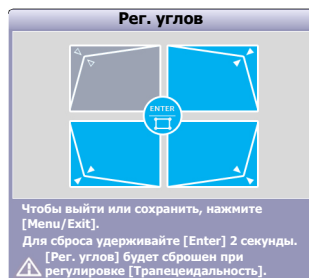 Рег. углов
ENTER
Чтобы выйти или сохранить, нажмите
[Menu/Exit].
Для сброса удерживайте [Enter] 2 секунды.
[Рег. углов] будет сброшен при
регулировке [Трапецеидальность].